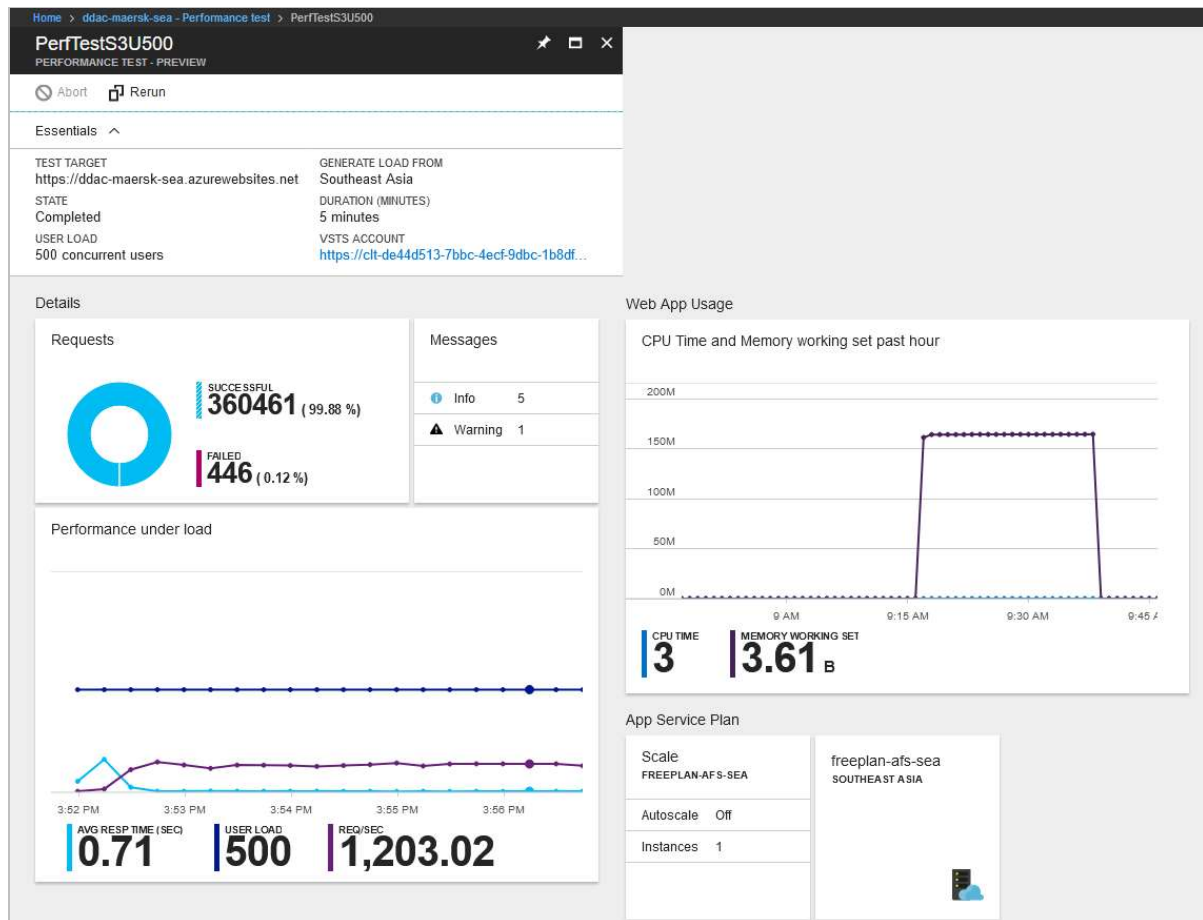 Home > ddac-maersk-sea - Performance test > PerfTestS3U500
PerfTestS3U500
PERFORMANCE TEST - PREVIEW
Abort Rerun
Essentials
TEST TARGET
https://ddac-maersk-sea.azurewebsites.net
GENERATE LOAD FROM
Southeast Asia
STATE
Completed
DURATION (MINUTES)
5 minutes
USER LOAD
500 concurrent users
VSTS ACCOUNT
https://clt-de44d513-7bbc-4ecf-9dbc-1b8df...
Details
Requests
SUCCESSFUL
360461 ( 99.88 %)
FAILED
446 ( 0.12 %)
Messages
Info 5
Warning 1
Performance under load
3:52 PM 3:53 PM 3:54 PM 3:55 PM 3:56 PM
AVG RESP TIME (SEC)
0.71
USER LOAD
500
REQ/SEC
1,203.02
Web App Usage
CPU Time and Memory working set past hour
200M
150M
100M
50M
0M
9 AM 9:15 AM 9:30 AM 9:45 A
CPU TIME
3
MEMORY WORKING SET
3.61 B
App Service Plan
Scale
FREEPLAN-AFS-SEA
Autoscale Off
Instances 1
freeplan-afs-sea
SOUTHEAST ASIA